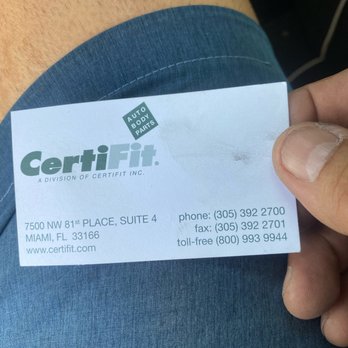 AUTO
BODY
PARTS
CertiFit.
A DIVISION OF CERTIFIT INC.
7500 NW 81st PLACE, SUITE 4
MIAMI, FL 33166
www.certifit.com
phone: (305) 392 2700
fax: (305) 392 2701
toll-free (800) 993 9944